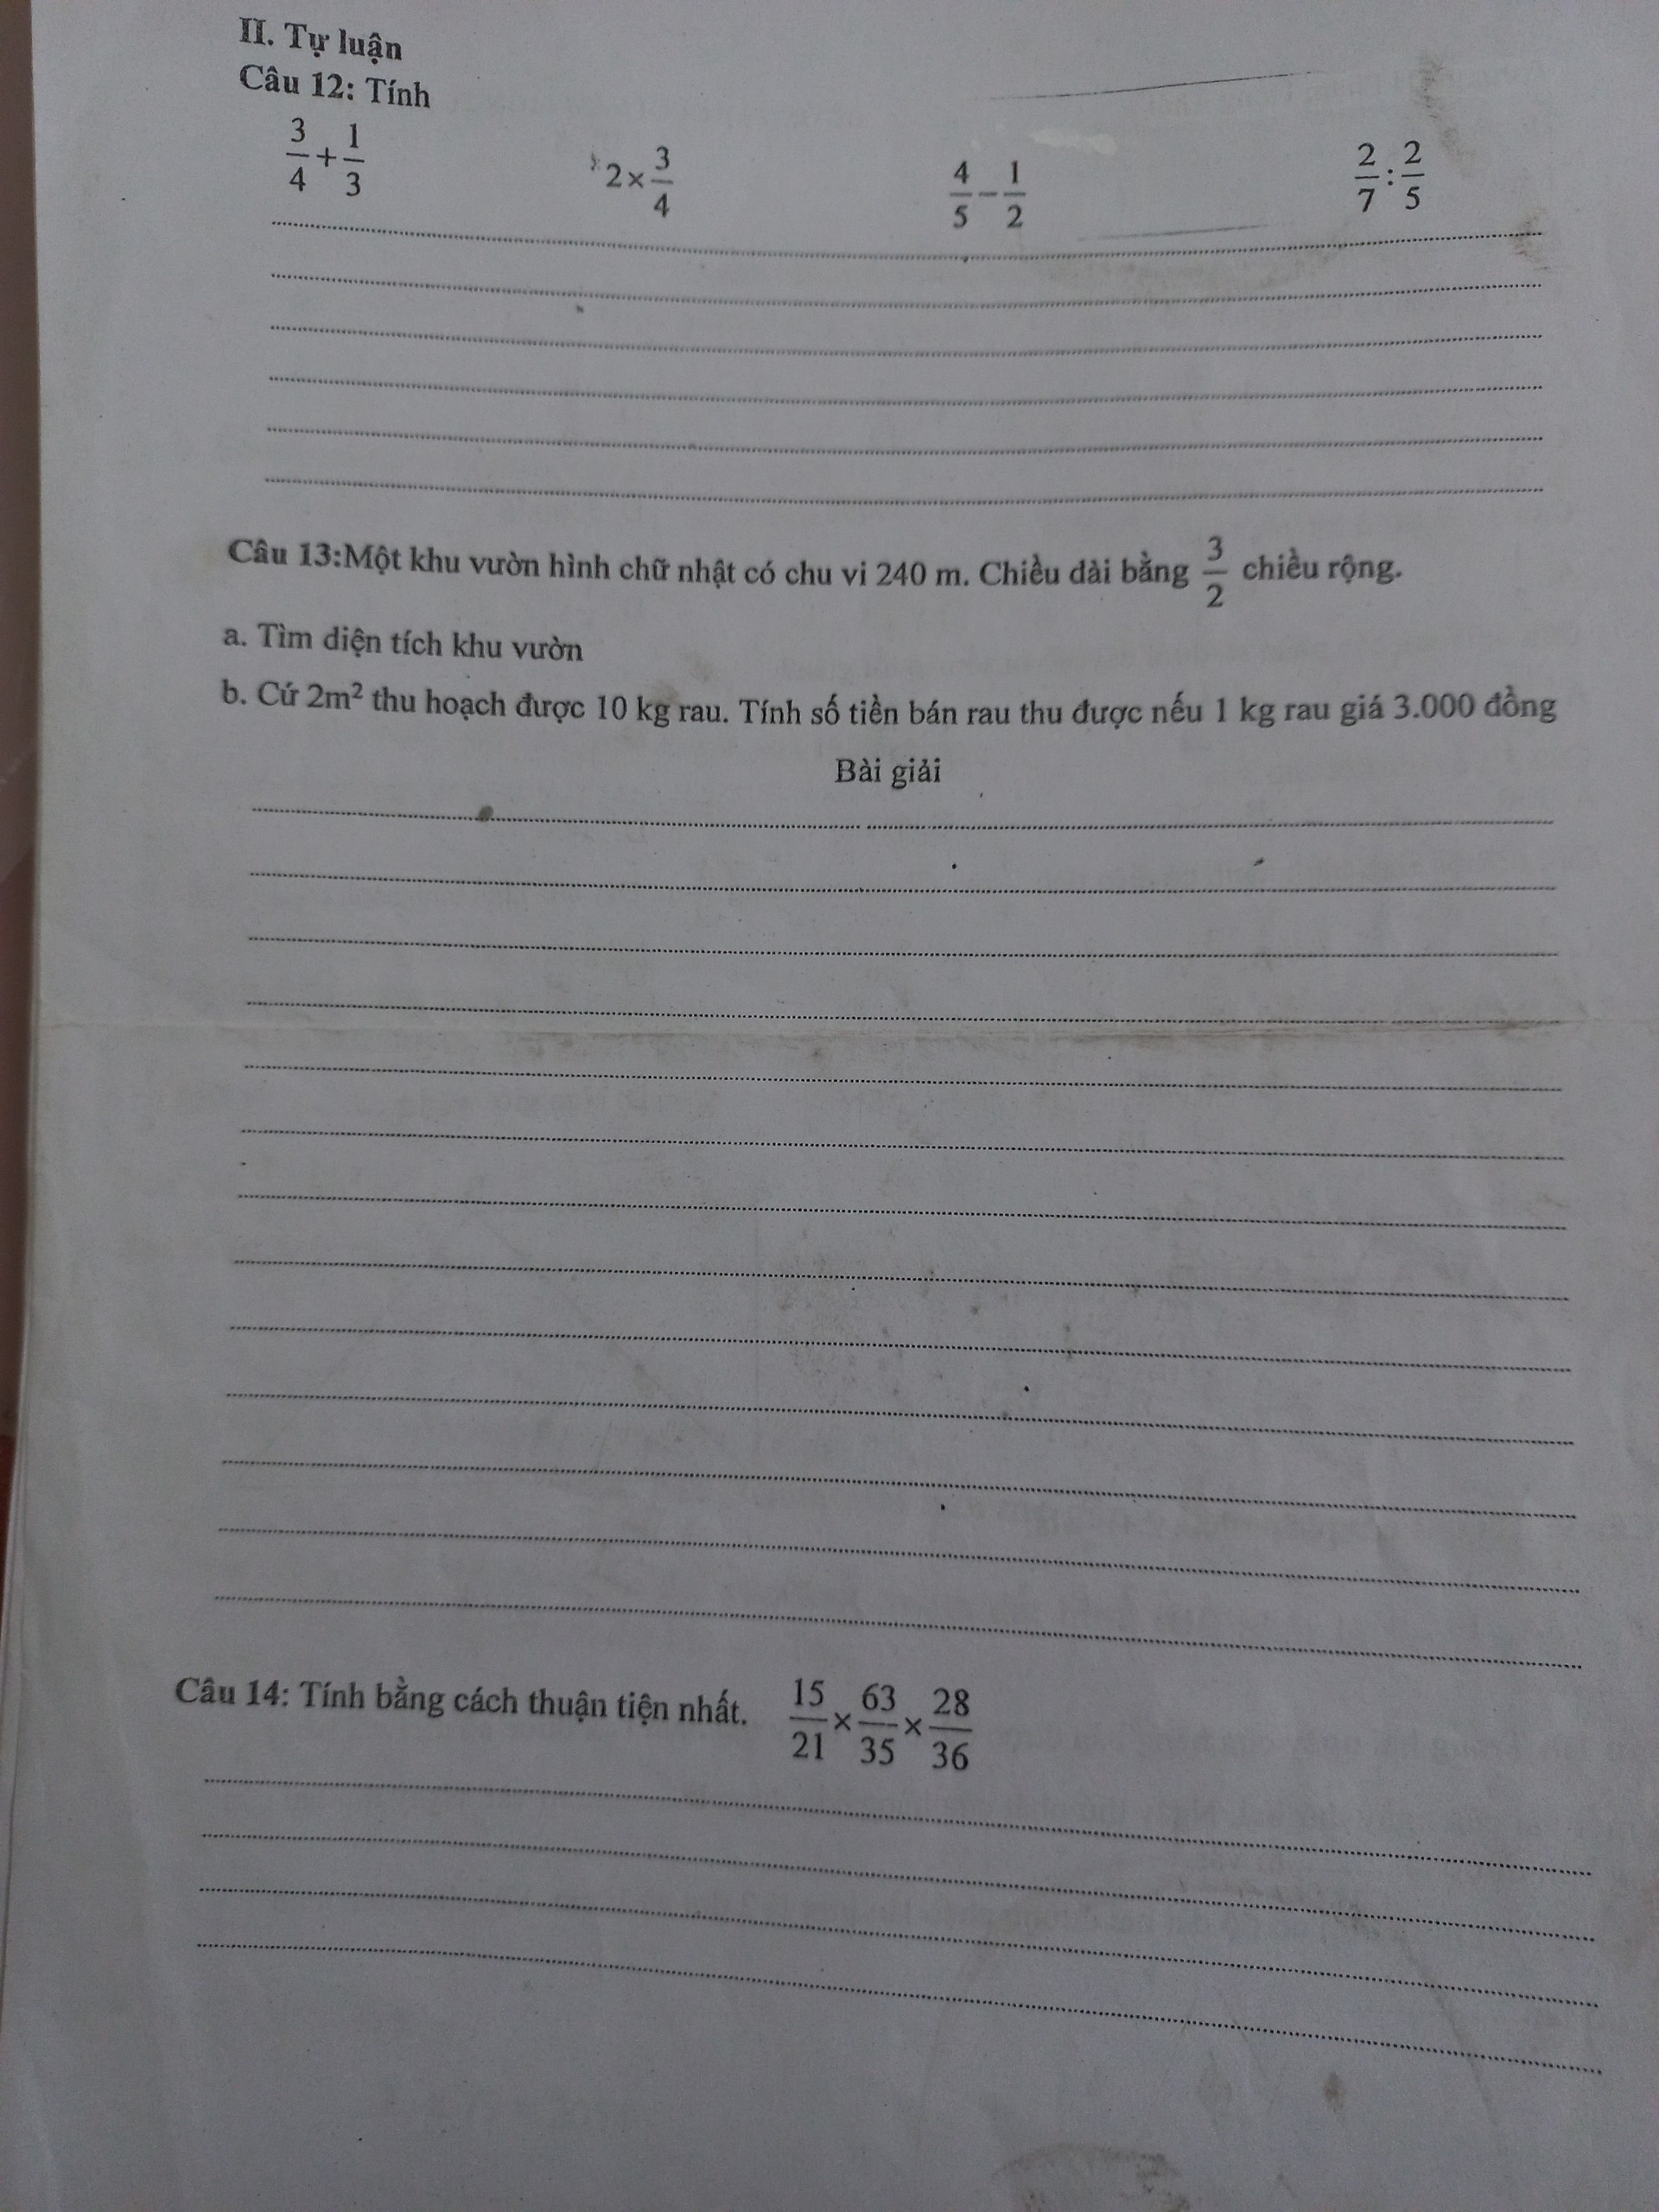 II. Tự luận
Câu 12: Tính
3/4 + 1/3 2 × 3/4 4/5 − 1/2 2/7 : 2/5
Câu 13:Một khu vườn hình chữ nhật có chu vi 240 m. Chiều dài bằng 3/2 chiều rộng.
a. Tìm diện tích khu vườn
b. Cứ 2m² thu hoạch được 10 kg rau. Tính số tiền bán rau thu được nếu 1 kg rau giá 3.000 đồng
Bài giải
Câu 14: Tính bằng cách thuận tiện nhất. 15/21 × 63/35 × 28/36